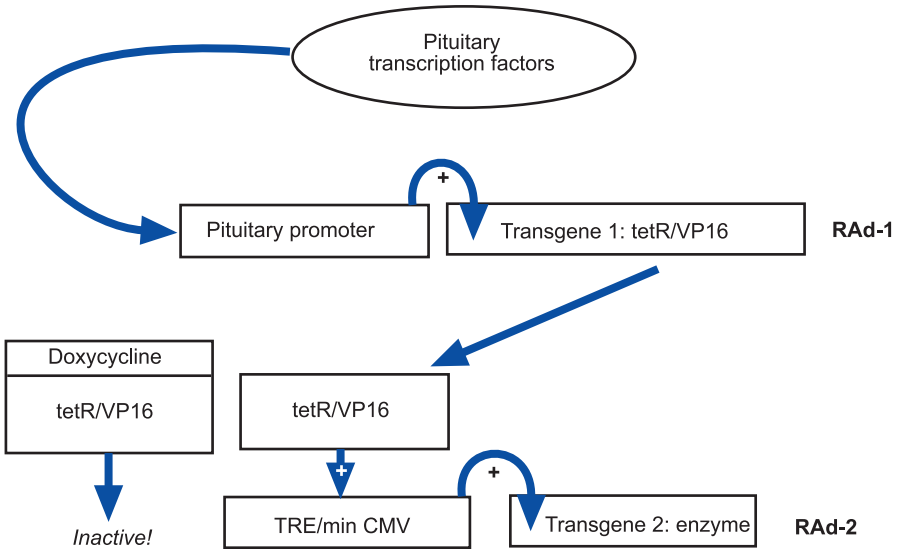 Pituitary
transcription factors
+
Pituitary promoter
Transgene 1: tetR/VP16
RAd-1
Doxycycline
tetR/VP16
tetR/VP16
+
+
Inactive!
TRE/min CMV
Transgene 2: enzyme
RAd-2